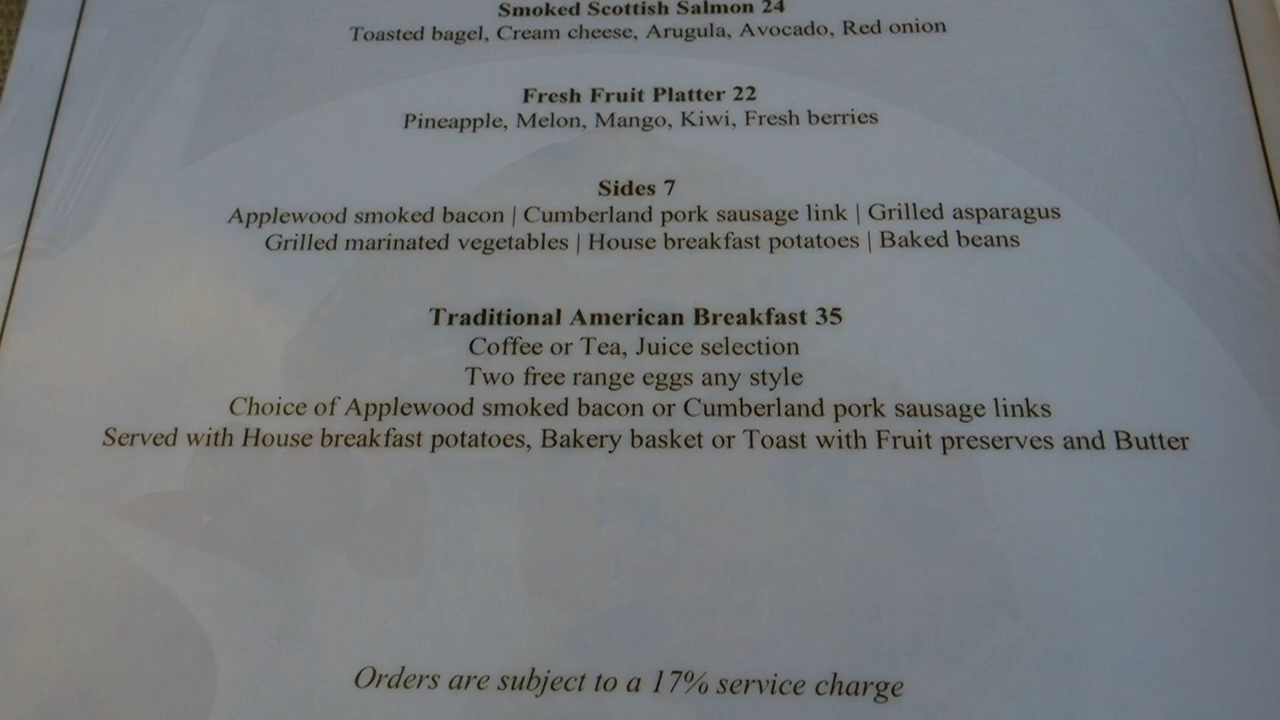 Smoked Scottish Salmon 24
Toasted bagel, Cream cheese, Arugula, Avocado, Red onion
Fresh Fruit Platter 22
Pineapple, Melon, Mango, Kiwi, Fresh berries
Sides 7
Applewood smoked bacon | Cumberland pork sausage link | Grilled asparagus
Grilled marinated vegetables | House breakfast potatoes | Baked beans
Traditional American Breakfast 35
Coffee or Tea, Juice selection
Two free range eggs any style
Choice of Applewood smoked bacon or Cumberland pork sausage links
Served with House breakfast potatoes, Bakery basket or Toast with Fruit preserves and Butter
Orders are subject to a 17% service charge